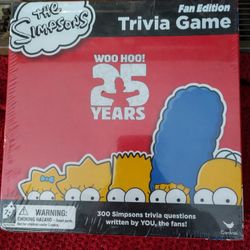 THE
SIMPSONS
Fan Edition
Trivia Game
WOO HOO!
25
YEARS
WARNING:
300 Simpsons trivia questions
written by YOU, the fans!
Cardinal